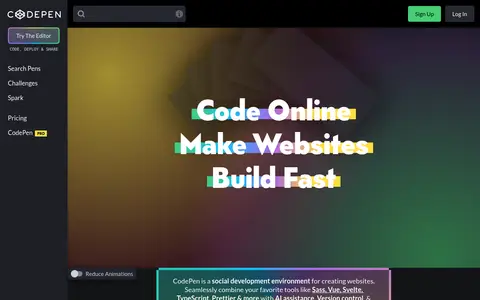 CODEPEN
Sign Up
Log In
Try The Editor
CODE, DEPLOY & SHARE
Search Pens
Challenges
Spark
Pricing
CodePen PRO
Code Online
Make Websites
Build Fast
Reduce Animations
CodePen is a social development environment for creating websites.
Seamlessly combine your favorite tools like Sass, Vue, Svelte,
TypeScript, Prettier & more with AI assistance, Version control, &